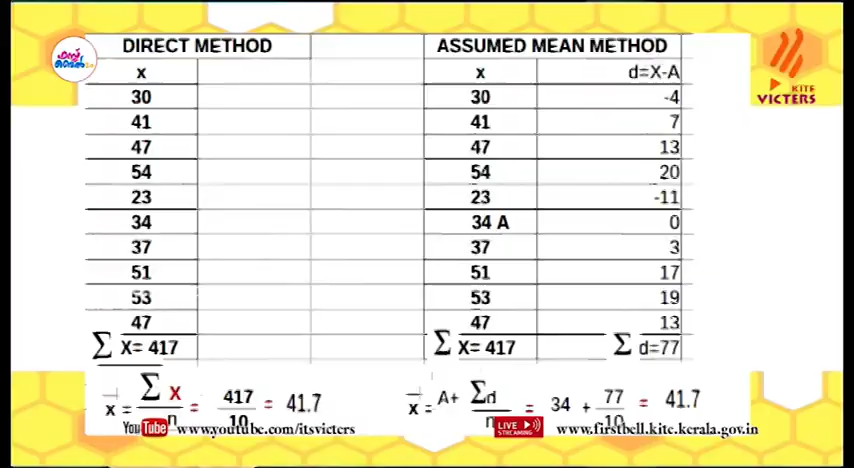 DIRECT METHOD ASSUMED MEAN METHOD
x x d=X-A
30 30 -4
41 41 7
47 47 13
54 54 20
23 23 -11
34 34 A 0
37 37 3
51 51 17
53 53 19
47 47 13
∑ X= 417 ∑ X= 417 ∑ d=77
x̄ = ∑ X / n = 417 / 10 = 41.7 x̄ = A+ ∑d / n = 34 + 77 / 10 = 41.7
YouTube www.youtube.com/itsvicters LIVE STREAMING www.firstbell.kite.kerala.gov.in
KITE
VICTERS